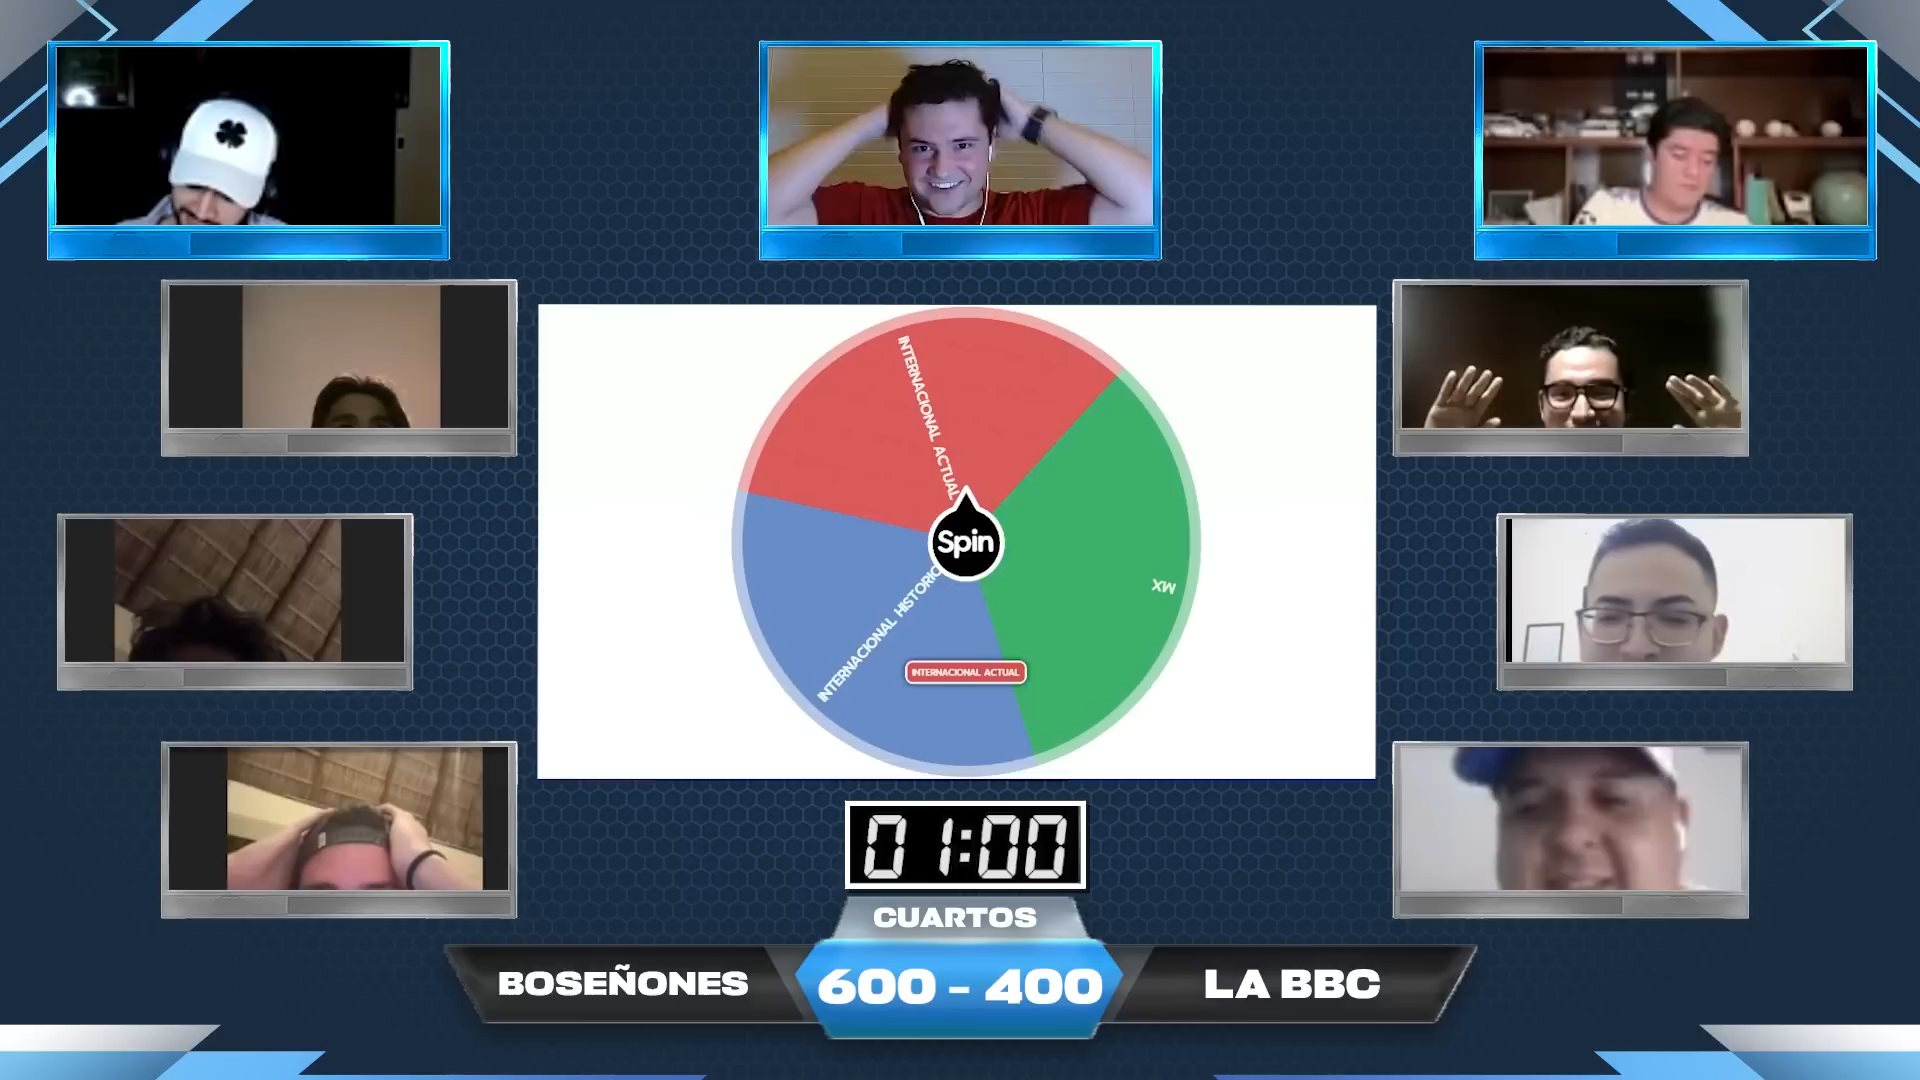 INTERNACIONAL ACTUAL
Spin
MX
INTERNACIONAL HISTORICO
INTERNACIONAL ACTUAL
01:00
CUARTOS
BOSEÑONES
600 - 400
LA BBC